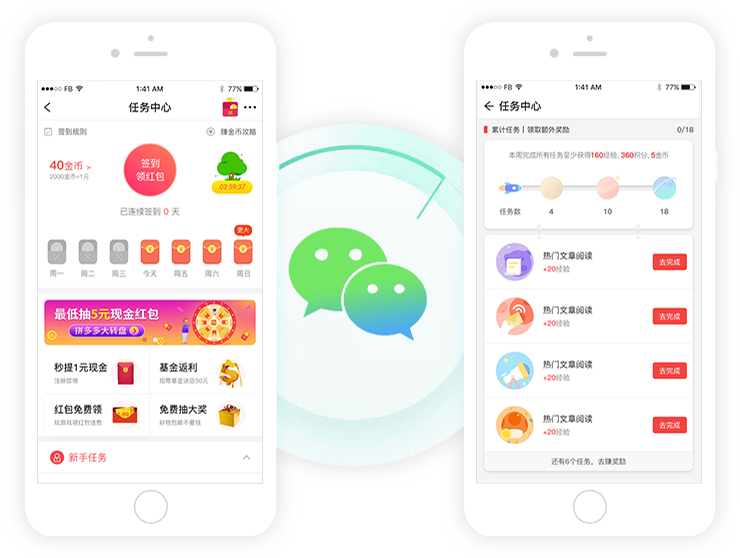 FB 1:41 AM 77%
任务中心
签到规则 赚金币攻略
40金币 >
2000金币=1元
签到
领红包
03:59:37
已连续签到 0 天
更大
周一 周二 周三 今天 周五 周六 周日
最低抽5元现金红包
拼多多大转盘
秒提1元现金
注册即领
基金返利
招商基金送您50元
红包免费领
玩游戏领红包话费
免费抽大奖
好物包邮不要钱
新手任务
FB 1:41 AM 77%
任务中心
累计任务 | 领取额外奖励 0/18
本周完成所有任务至少获得160经验, 360积分, 5金币
任务数 4 10 18
热门文章阅读
+20经验
去完成
热门文章阅读
+20经验
去完成
热门文章阅读
+20经验
去完成
热门文章阅读
+20经验
去完成
还有6个任务，去赚奖励